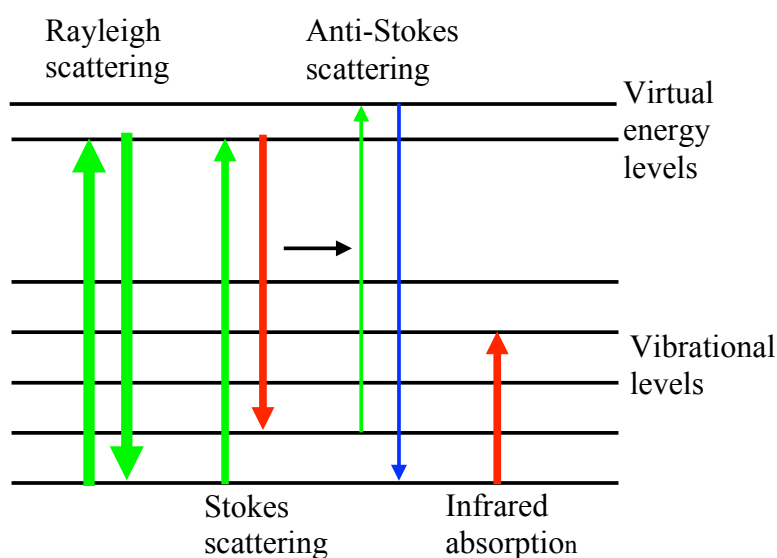 Rayleigh
scattering
Anti-Stokes
scattering
Virtual
energy
levels
Vibrational
levels
Stokes
scattering
Infrared
absorption